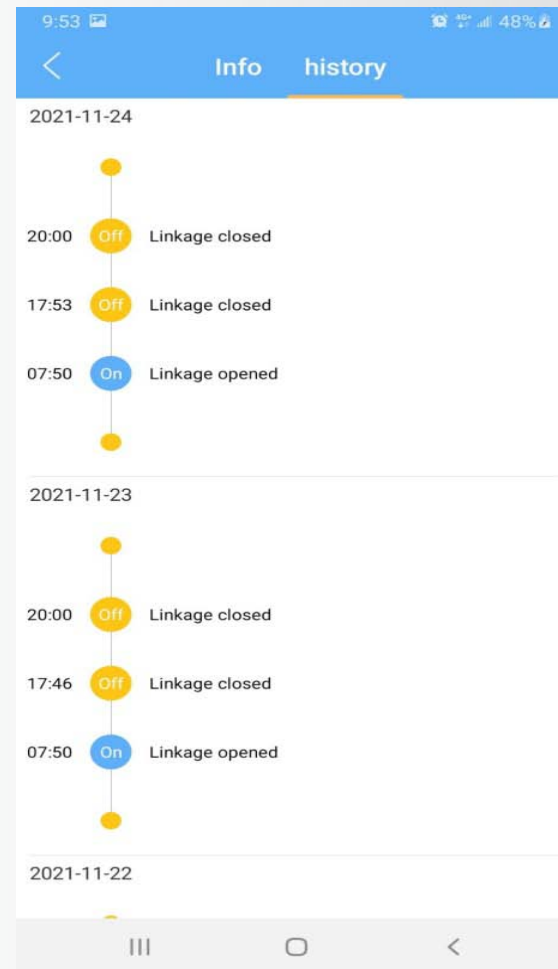 9:53 48%
Info history
2021-11-24
20:00 Off Linkage closed
17:53 Off Linkage closed
07:50 On Linkage opened
2021-11-23
20:00 Off Linkage closed
17:46 Off Linkage closed
07:50 On Linkage opened
2021-11-22